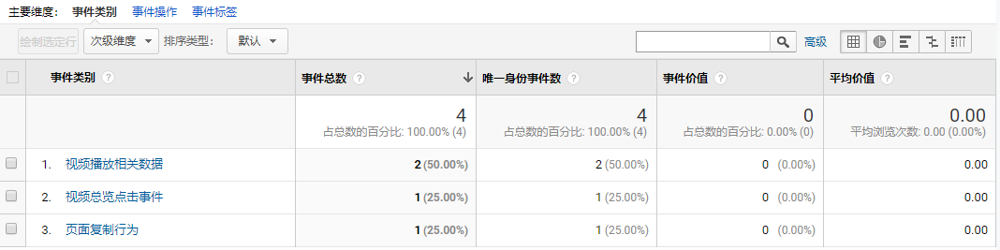 主要维度： 事件类别 事件操作 事件标签
绘制选定行 次级维度 排序类型： 默认 高级
事件类别 ? 事件总数 ? 唯一身份事件数 ? 事件价值 ? 平均价值 ?
4 4 0 0.00
占总数的百分比: 100.00% (4) 占总数的百分比: 100.00% (4) 占总数的百分比: 0.00% (0) 平均浏览次数: 0.00 (0.00%)
1. 视频播放相关数据 2 (50.00%) 2 (50.00%) 0 (0.00%) 0.00
2. 视频总览点击事件 1 (25.00%) 1 (25.00%) 0 (0.00%) 0.00
3. 页面复制行为 1 (25.00%) 1 (25.00%) 0 (0.00%) 0.00